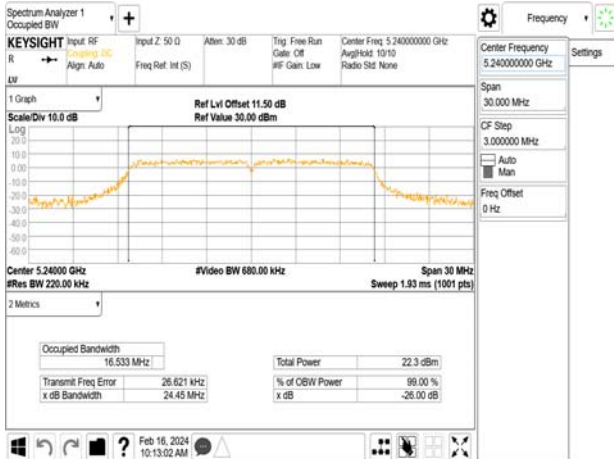 Spectrum Analyzer 1
Occupied BW
Frequency
KEYSIGHT
R
Input: RF
Coupling: DC
Align: Auto
Input Z: 50 Ω
Freq Ref: Int (S)
Atten: 30 dB
Trig: Free Run
Gate: Off
#IF Gain: Low
Center Freq: 5.240000000 GHz
Avg|Hold: 10/10
Radio Std: None
1 Graph
Scale/Div 10.0 dB
Ref Lvl Offset 11.50 dB
Ref Value 30.00 dBm
Log
20.0
10.0
0.00
-10.0
-20.0
-30.0
-40.0
-50.0
-60.0
Center 5.24000 GHz
#Res BW 220.00 kHz
#Video BW 680.00 kHz
Span 30 MHz
Sweep 1.93 ms (1001 pts)
2 Metrics
Occupied Bandwidth
16.533 MHz
Transmit Freq Error
26.621 kHz
x dB Bandwidth
24.45 MHz
Total Power
22.3 dBm
% of OBW Power
99.00 %
x dB
-26.00 dB
Feb 16, 2024
10:13:02 AM
Center Frequency
5.240000000 GHz
Span
30.000 MHz
CF Step
3.000000 MHz
Auto
Man
Freq Offset
0 Hz
Settings